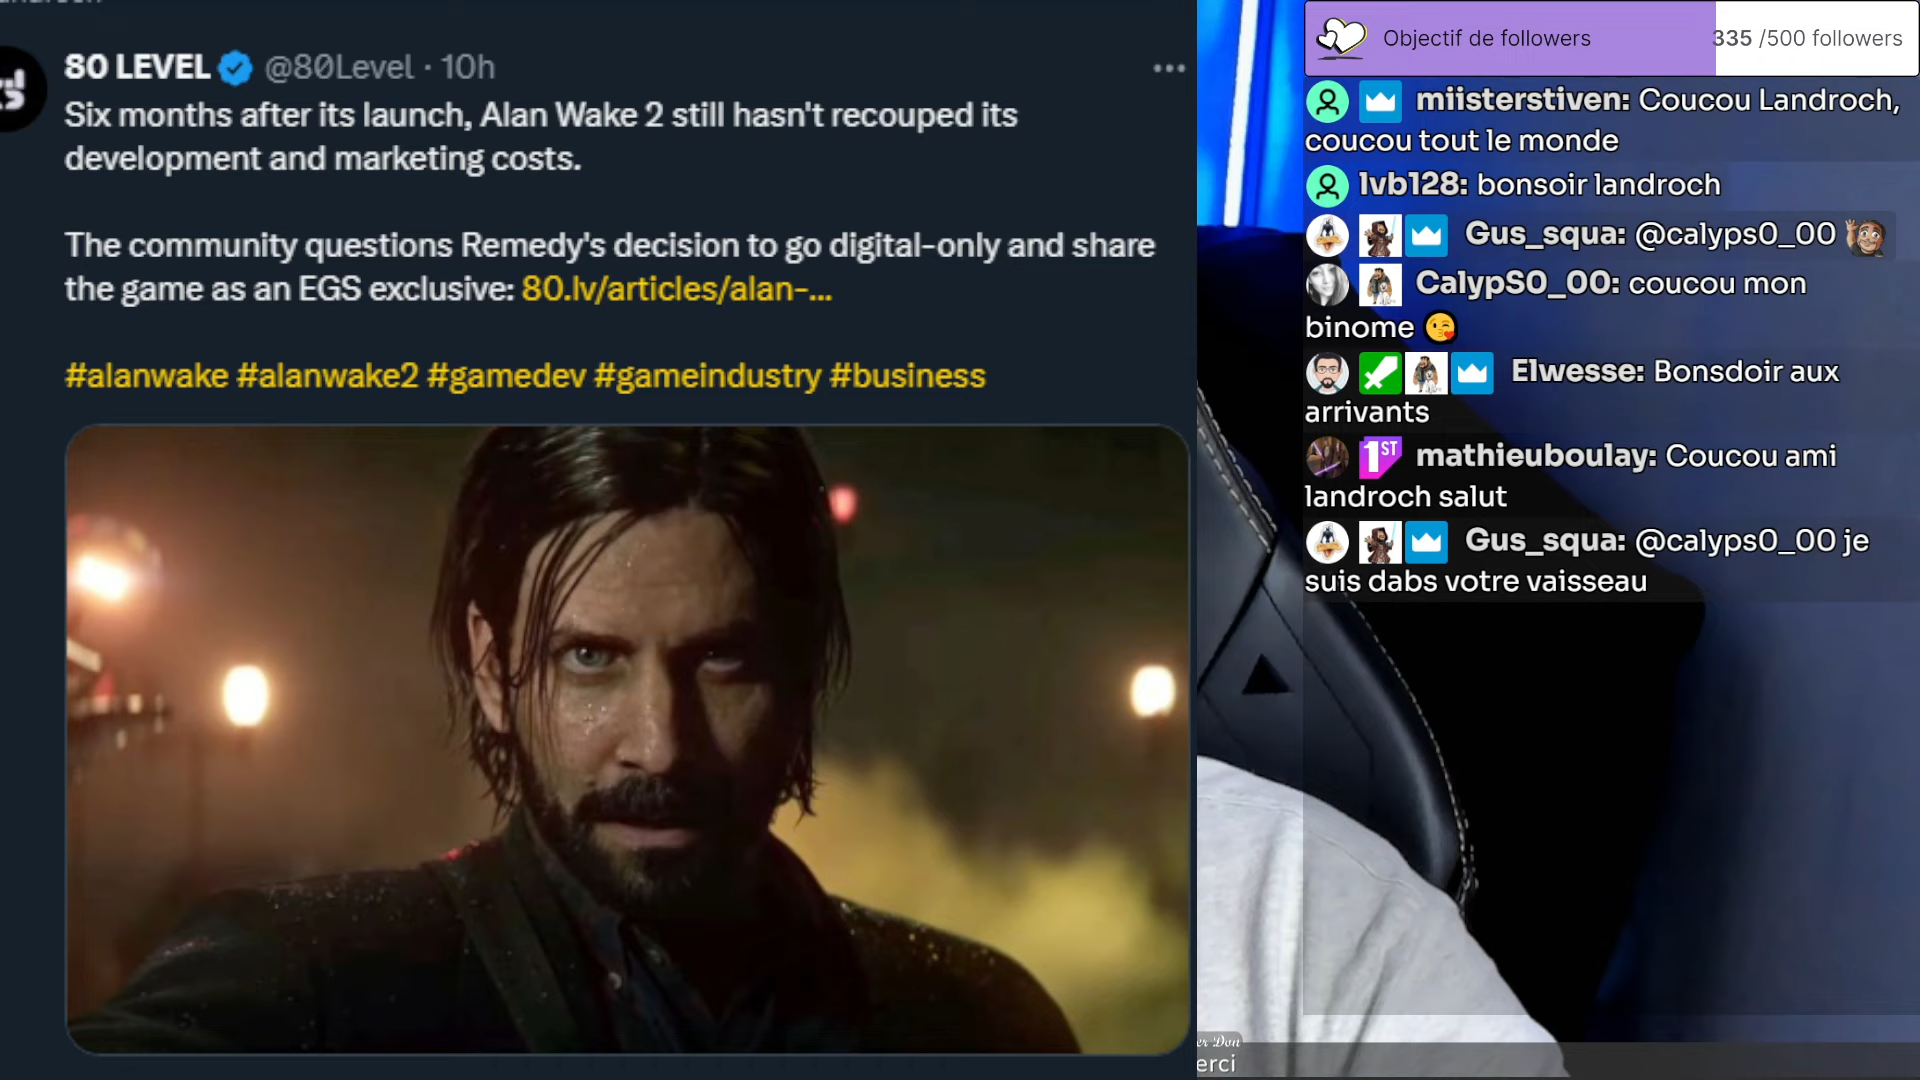 80 LEVEL @80Level · 10h
Six months after its launch, Alan Wake 2 still hasn't recouped its
development and marketing costs.
The community questions Remedy's decision to go digital-only and share
the game as an EGS exclusive: 80.lv/articles/alan-...
#alanwake #alanwake2 #gamedev #gameindustry #business
Objectif de followers 335 /500 followers
miisterstiven: Coucou Landroch,
coucou tout le monde
lvb128: bonsoir landroch
Gus_squa: @calyps0_00
CalypS0_00: coucou mon
binome
Elwesse: Bonsdoir aux
arrivants
1ST mathieuboulay: Coucou ami
landroch salut
Gus_squa: @calyps0_00 je
suis dabs votre vaisseau
Don